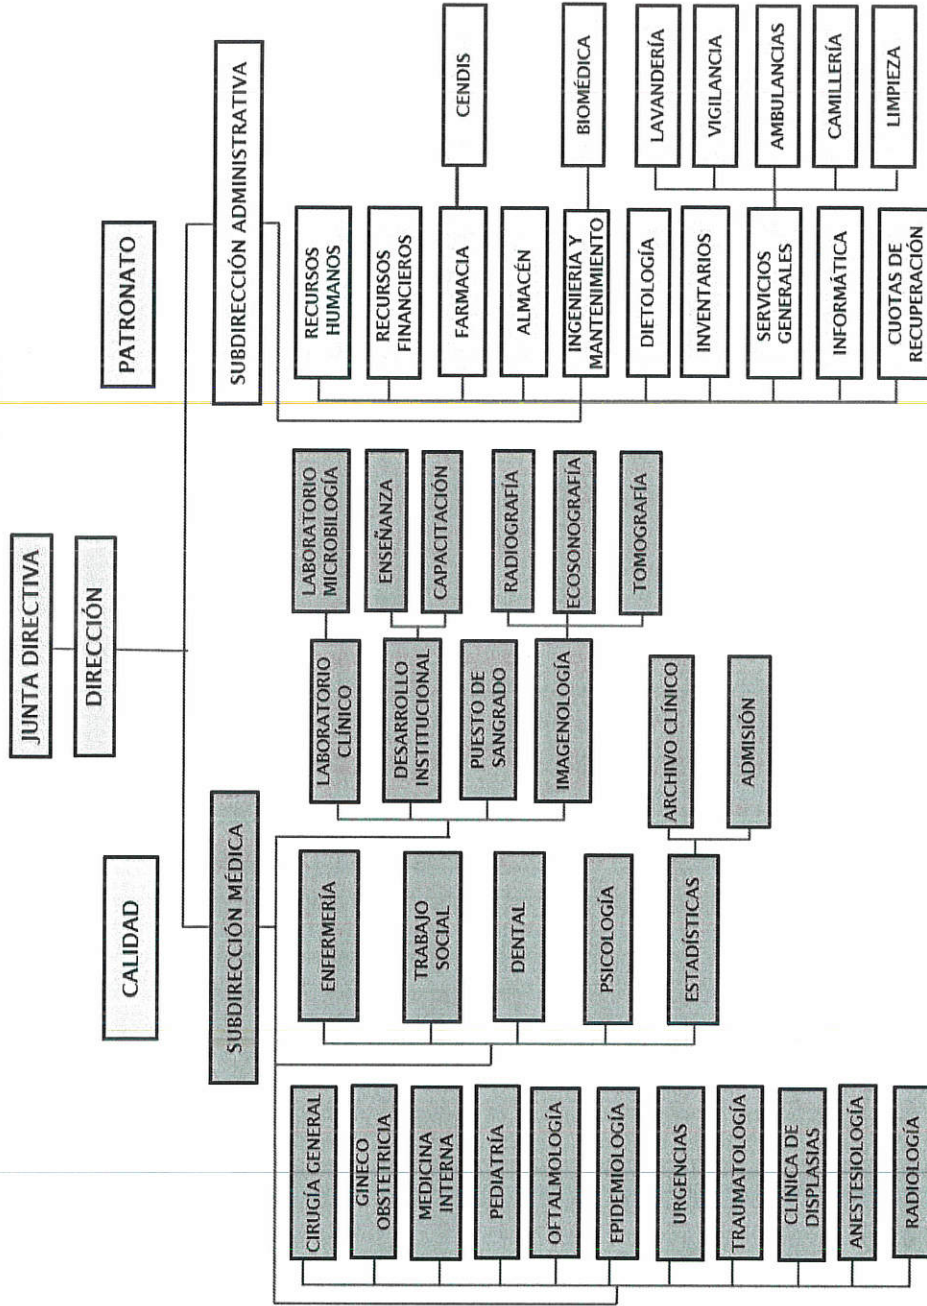 JUNTA DIRECTIVA
DIRECCIÓN
CALIDAD
PATRONATO
SUBDIRECCIÓN MÉDICA
SUBDIRECCIÓN ADMINISTRATIVA
CIRUGÍA GENERAL
GINECO
OBSTETRICIA
MEDICINA
INTERNA
PEDIATRÍA
OFTALMOLOGÍA
EPIDEMIOLOGÍA
URGENCIAS
TRAUMATOLOGÍA
CLÍNICA DE
DISPLASIAS
ANESTESIOLOGÍA
RADIOLOGÍA
ENFERMERÍA
TRABAJO
SOCIAL
DENTAL
PSICOLOGÍA
ESTADÍSTICAS
ARCHIVO CLÍNICO
ADMISIÓN
LABORATORIO
CLÍNICO
DESARROLLO
INSTITUCIONAL
PUESTO DE
SANGRADO
IMAGENOLOGÍA
LABORATORIO
MICROBILOGÍA
ENSEÑANZA
CAPACITACIÓN
RADIOGRAFÍA
ECOSONOGRAFÍA
TOMOGRAFÍA
RECURSOS
HUMANOS
RECURSOS
FINANCIEROS
FARMACIA
ALMACÉN
INGENIERIA Y
MANTENIMIENTO
DIETOLOGÍA
INVENTARIOS
SERVICIOS
GENERALES
INFORMÁTICA
CUOTAS DE
RECUPERACIÓN
CENDIS
BIOMÉDICA
LAVANDERÍA
VIGILANCIA
AMBULANCIAS
CAMILLERÍA
LIMPIEZA